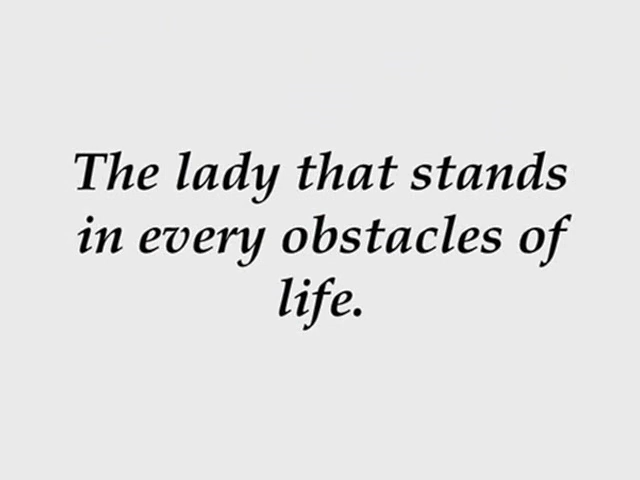 The lady that stands
in every obstacles of
life.